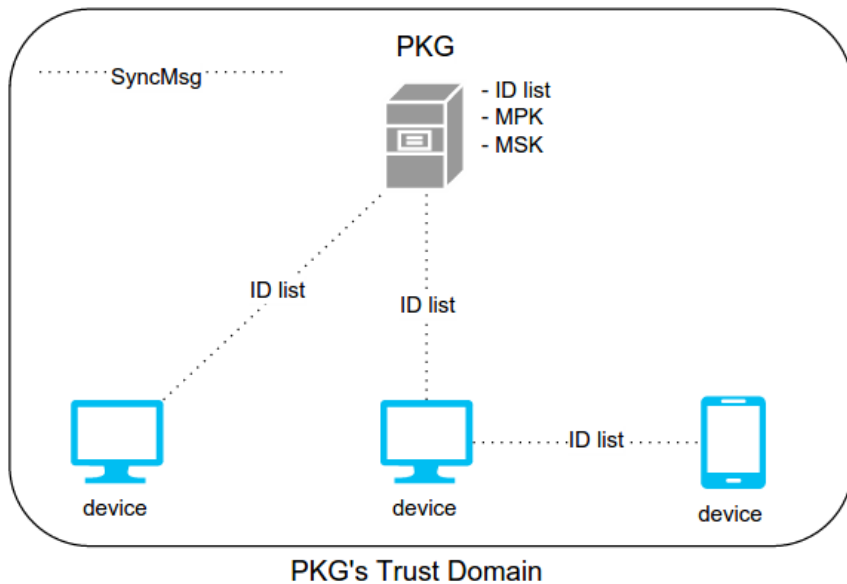 PKG
SyncMsg
- ID list
- MPK
- MSK
ID list
ID list
ID list
device
device
device
PKG's Trust Domain